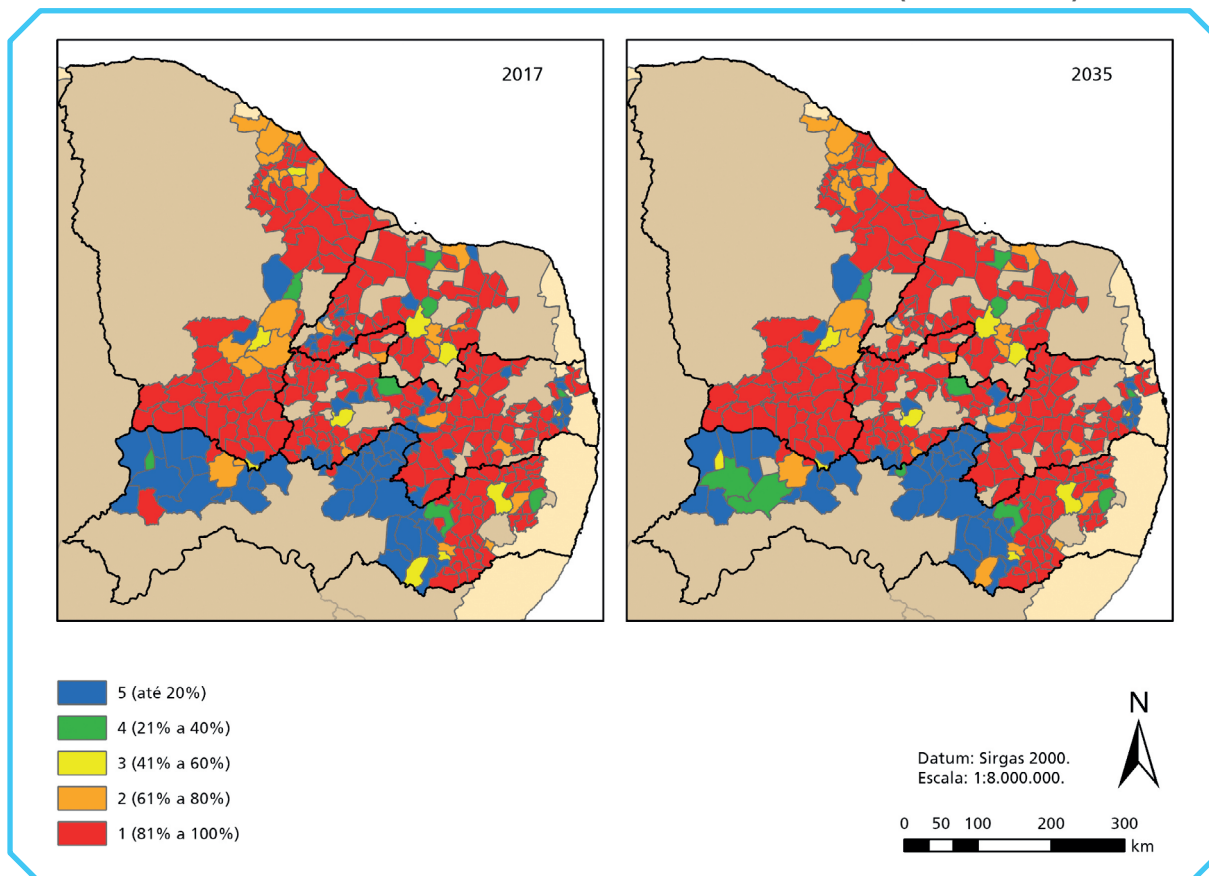 2017
2035
5 (até 20%)
4 (21% a 40%)
3 (41% a 60%)
2 (61% a 80%)
1 (81% a 100%)
N
Datum: Sirgas 2000.
Escala: 1:8.000.000.
0 50 100 200 300
km